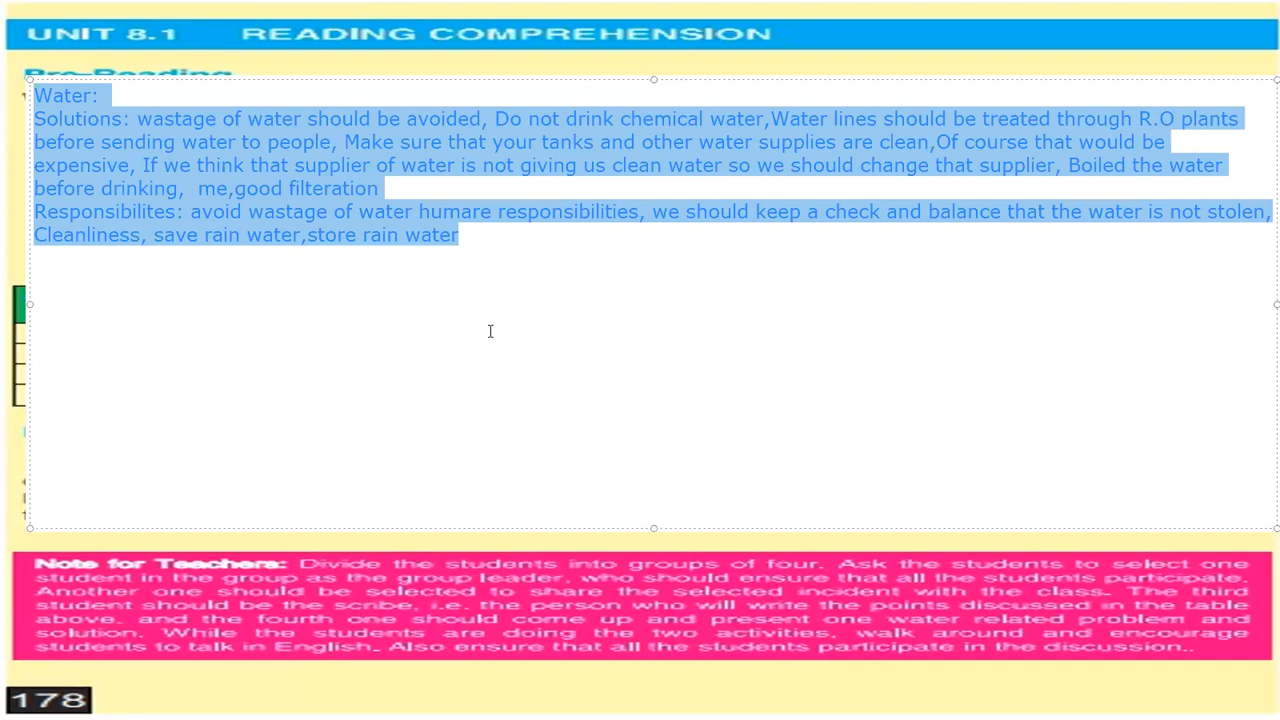 UNIT 8.1 READING COMPREHENSION
Pre-Reading
Water:
Solutions: wastage of water should be avoided, Do not drink chemical water,Water lines should be treated through R.O plants
before sending water to people, Make sure that your tanks and other water supplies are clean,Of course that would be
expensive, If we think that supplier of water is not giving us clean water so we should change that supplier, Boiled the water
before drinking,  me,good filteration
Responsibilites: avoid wastage of water humare responsibilities, we should keep a check and balance that the water is not stolen,
Cleanliness, save rain water,store rain water
Note for Teachers: Divide the students into groups of four. Ask the students to select one
student in the group as the group leader, who should ensure that all the students participate.
Another one should be selected to share the selected incident with the class. The third
student should be the scribe, i.e. the person who will write the points discussed in the table
above, and the fourth one should come up and present one water related problem and
solution. While the students are doing the two activities, walk around and encourage
students to talk in English. Also ensure that all the students participate in the discussion..
178